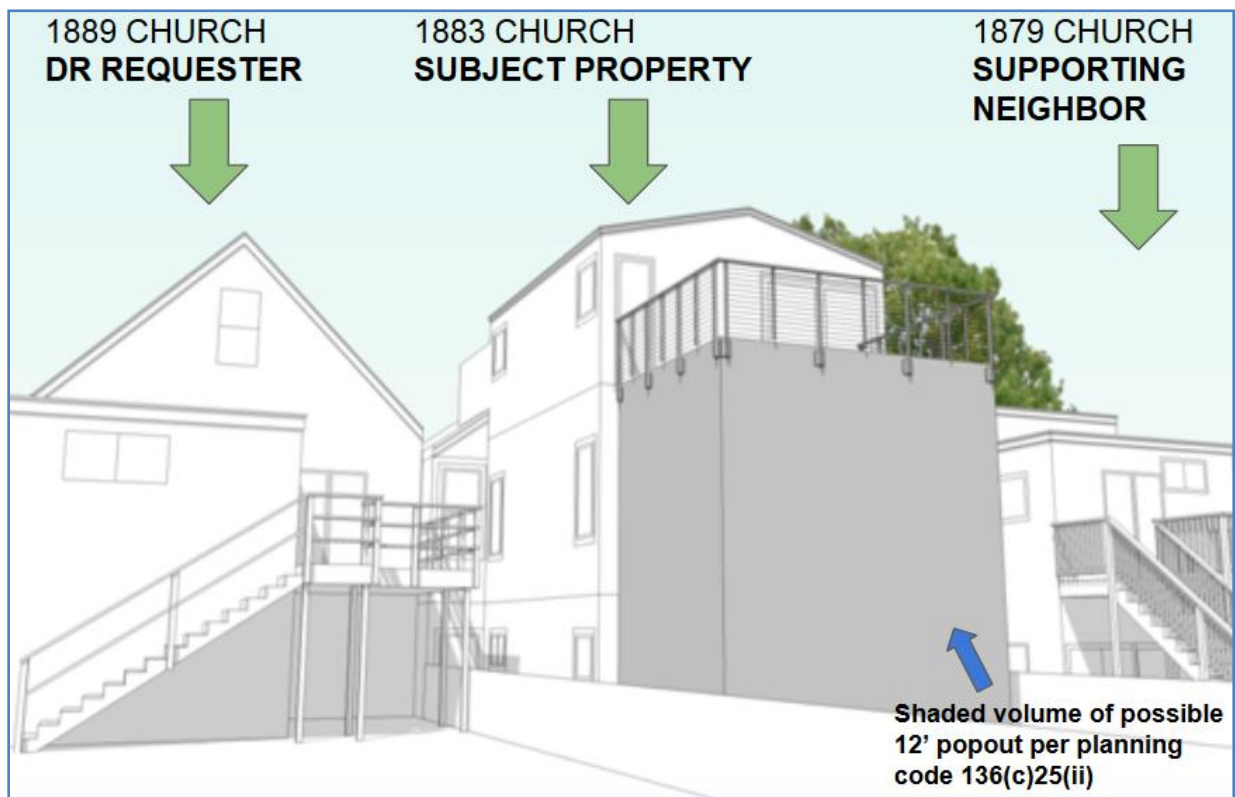 1889 CHURCH
DR REQUESTER
1883 CHURCH
SUBJECT PROPERTY
1879 CHURCH
SUPPORTING
NEIGHBOR
Shaded volume of possible
12’ popout per planning
code 136(c)25(ii)